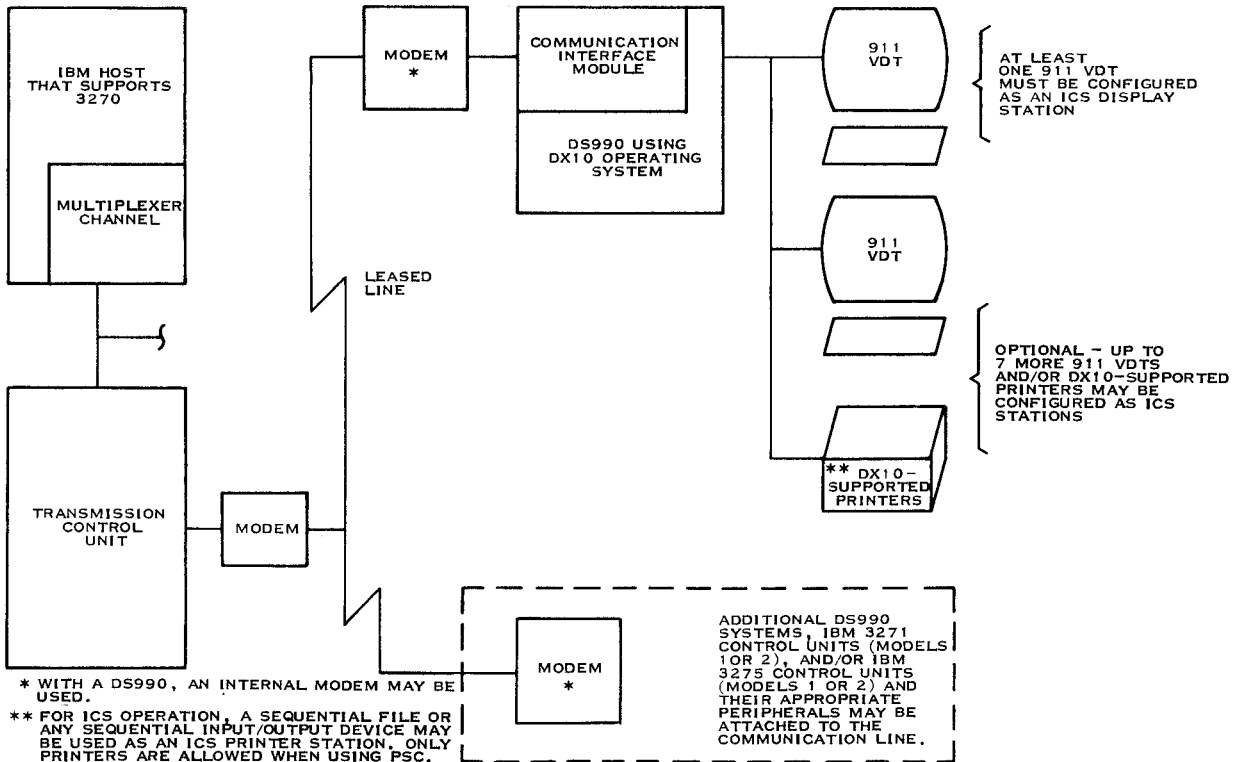 IBM HOST
THAT SUPPORTS
3270
MULTIPLEXER
CHANNEL
TRANSMISSION
CONTROL
UNIT
MODEM
LEASED
LINE
MODEM
*
COMMUNICATION
INTERFACE
MODULE
DS990 USING
DX10 OPERATING
SYSTEM
911
VDT
AT LEAST
ONE 911 VDT
MUST BE CONFIGURED
AS AN ICS DISPLAY
STATION
911
VDT
OPTIONAL - UP TO
7 MORE 911 VDTS
AND/OR DX10-SUPPORTED
PRINTERS MAY BE
CONFIGURED AS ICS
STATIONS
** DX10-
SUPPORTED
PRINTERS
MODEM
*
ADDITIONAL DS990
SYSTEMS, IBM 3271
CONTROL UNITS (MODELS
1OR 2), AND/OR IBM
3275 CONTROL UNITS
(MODELS 1 OR 2) AND
THEIR APPROPRIATE
PERIPHERALS MAY BE
ATTACHED TO THE
COMMUNICATION LINE.
* WITH A DS990, AN INTERNAL MODEM MAY BE
USED.
** FOR ICS OPERATION, A SEQUENTIAL FILE OR
ANY SEQUENTIAL INPUT/OUTPUT DEVICE MAY
BE USED AS AN ICS PRINTER STATION. ONLY
PRINTERS ARE ALLOWED WHEN USING PSC.